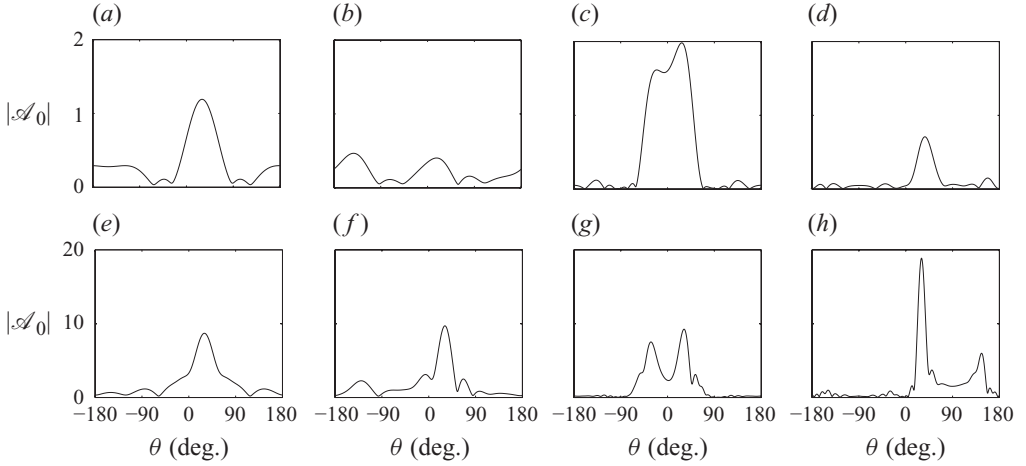 (a) (b) (c) (d)
2
1
0
|𝒜₀|
(e) (f) (g) (h)
20
10
0
|𝒜₀|
−180 −90 0 90 180 −180 −90 0 90 180 −180 −90 0 90 180 −180 −90 0 90 180
θ (deg.) θ (deg.) θ (deg.) θ (deg.)